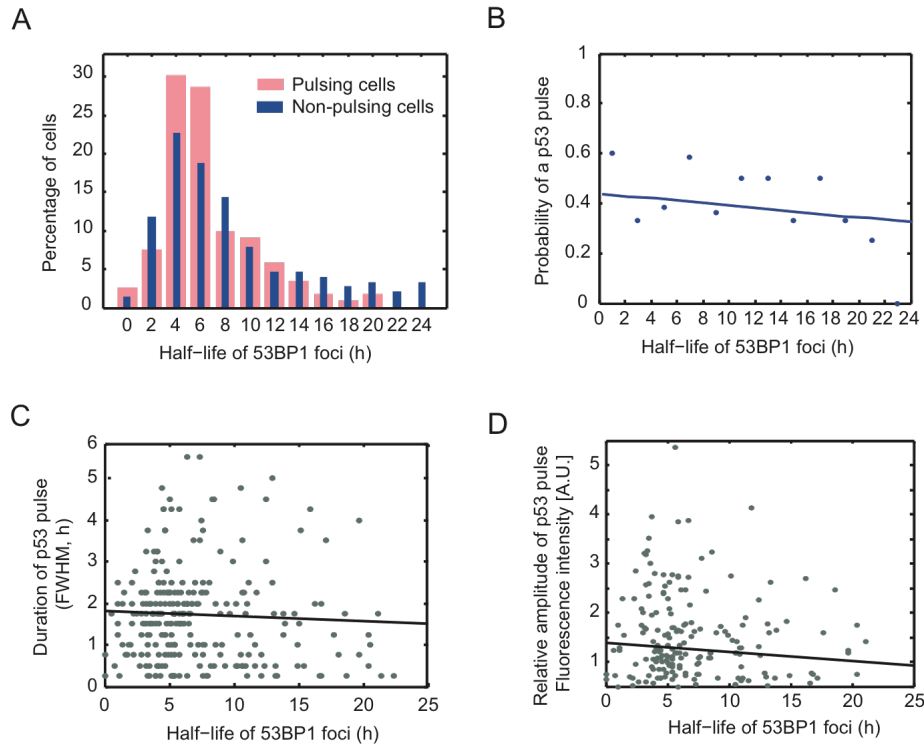 A
30
25
20
15
10
5
0
Percentage of cells
Pulsing cells
Non-pulsing cells
0 2 4 6 8 10 12 14 16 18 20 22 24
Half−life of 53BP1 foci (h)
B
1
0.8
0.6
0.4
0.2
0
Probability of a p53 pulse
0 2 4 6 8 10 12 14 16 18 20 22 24
Half−life of 53BP1 foci (h)
C
6
5
4
3
2
1
0
Duration of p53 pulse
(FWHM, h)
0 5 10 15 20 25
Half−life of 53BP1 foci (h)
D
5
4
3
2
1
Relative amplitude of p53 pulse
Fluorescence intensity [A.U.]
0 5 10 15 20 25
Half−life of 53BP1 foci (h)